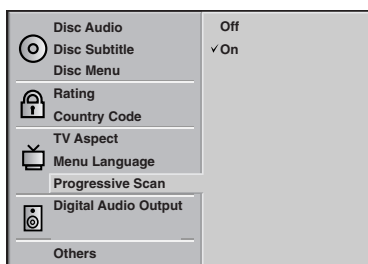 Disc Audio
Disc Subtitle
Disc Menu
Rating
Country Code
TV Aspect
Menu Language
Progressive Scan
Digital Audio Output
Others
Off
✓ On